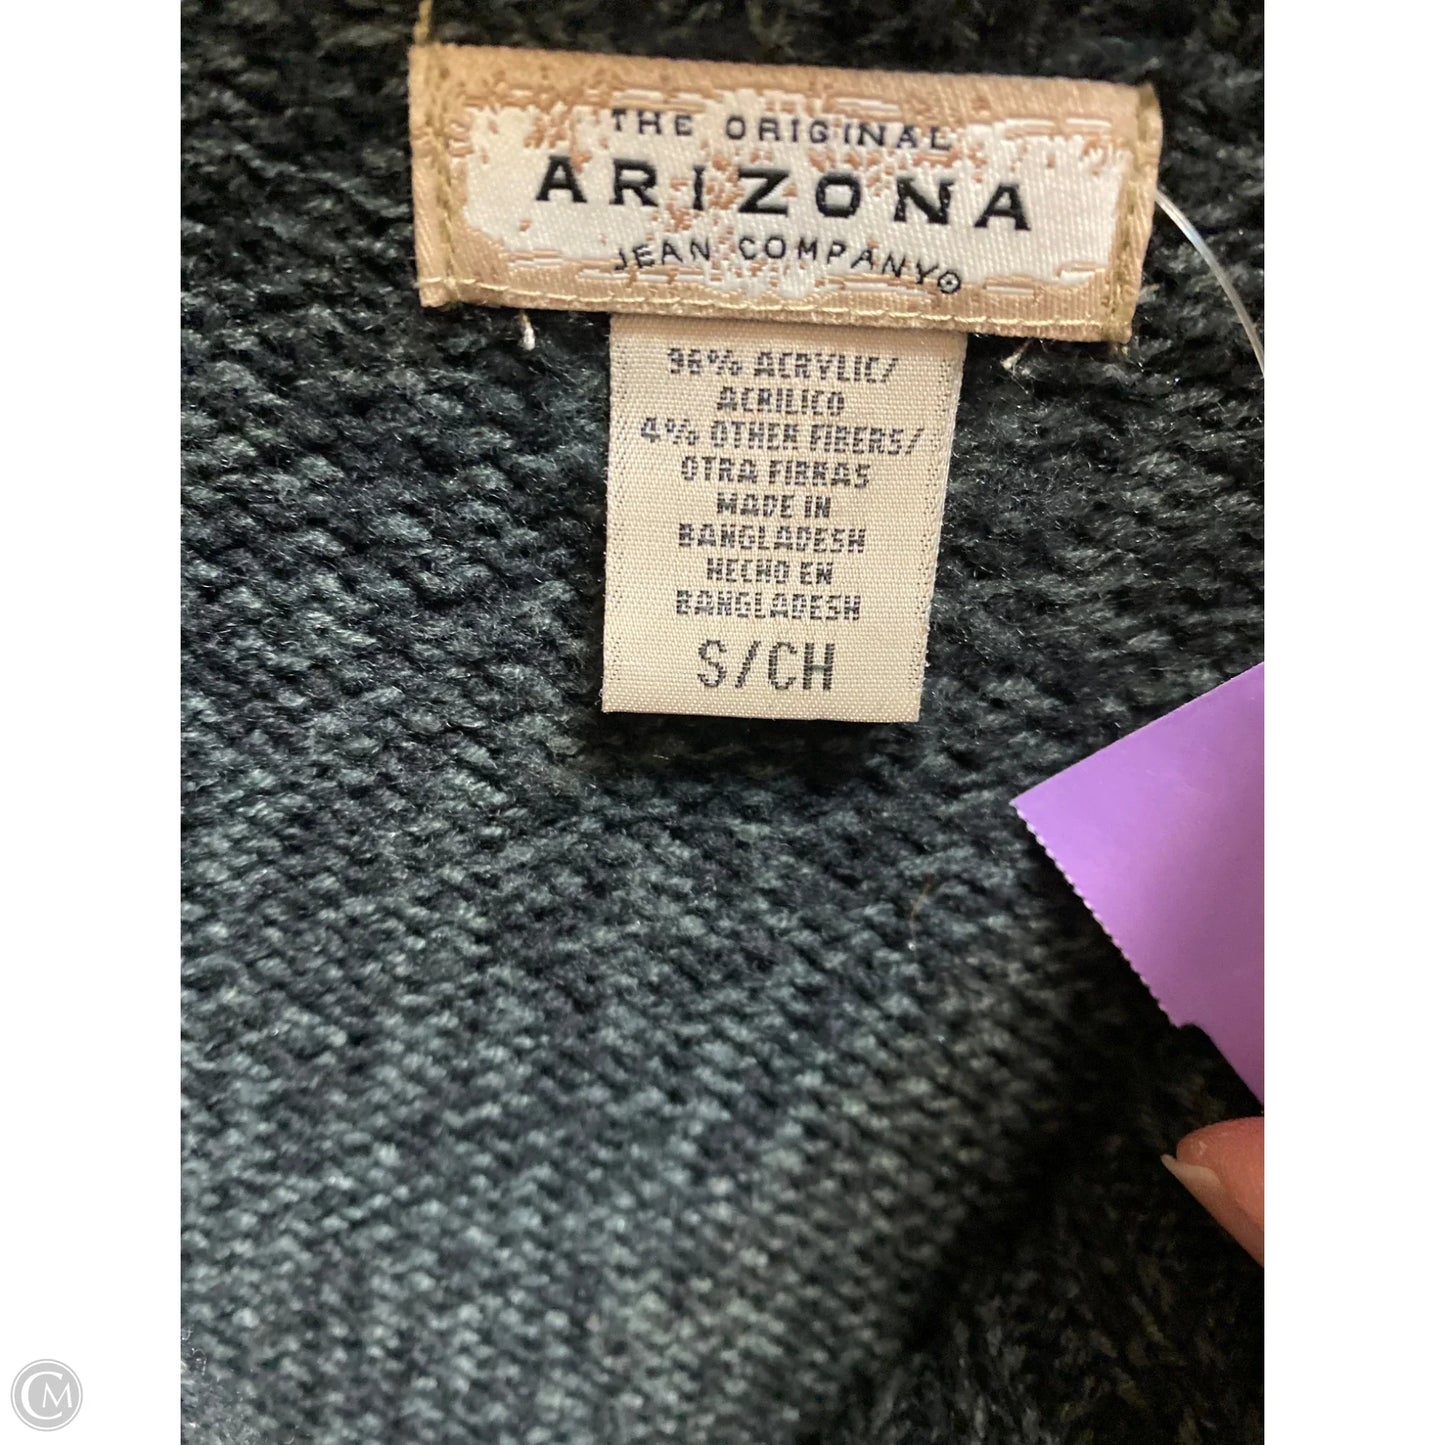 THE ORIGINAL
ARIZONA
JEAN COMPANY
96% ACRYLIC/
ACRILICO
4% OTHER FIBERS/
OTRA FIBRAS
MADE IN
BANGLADESH
HECHO EN
BANGLADESH
S/CH
CM